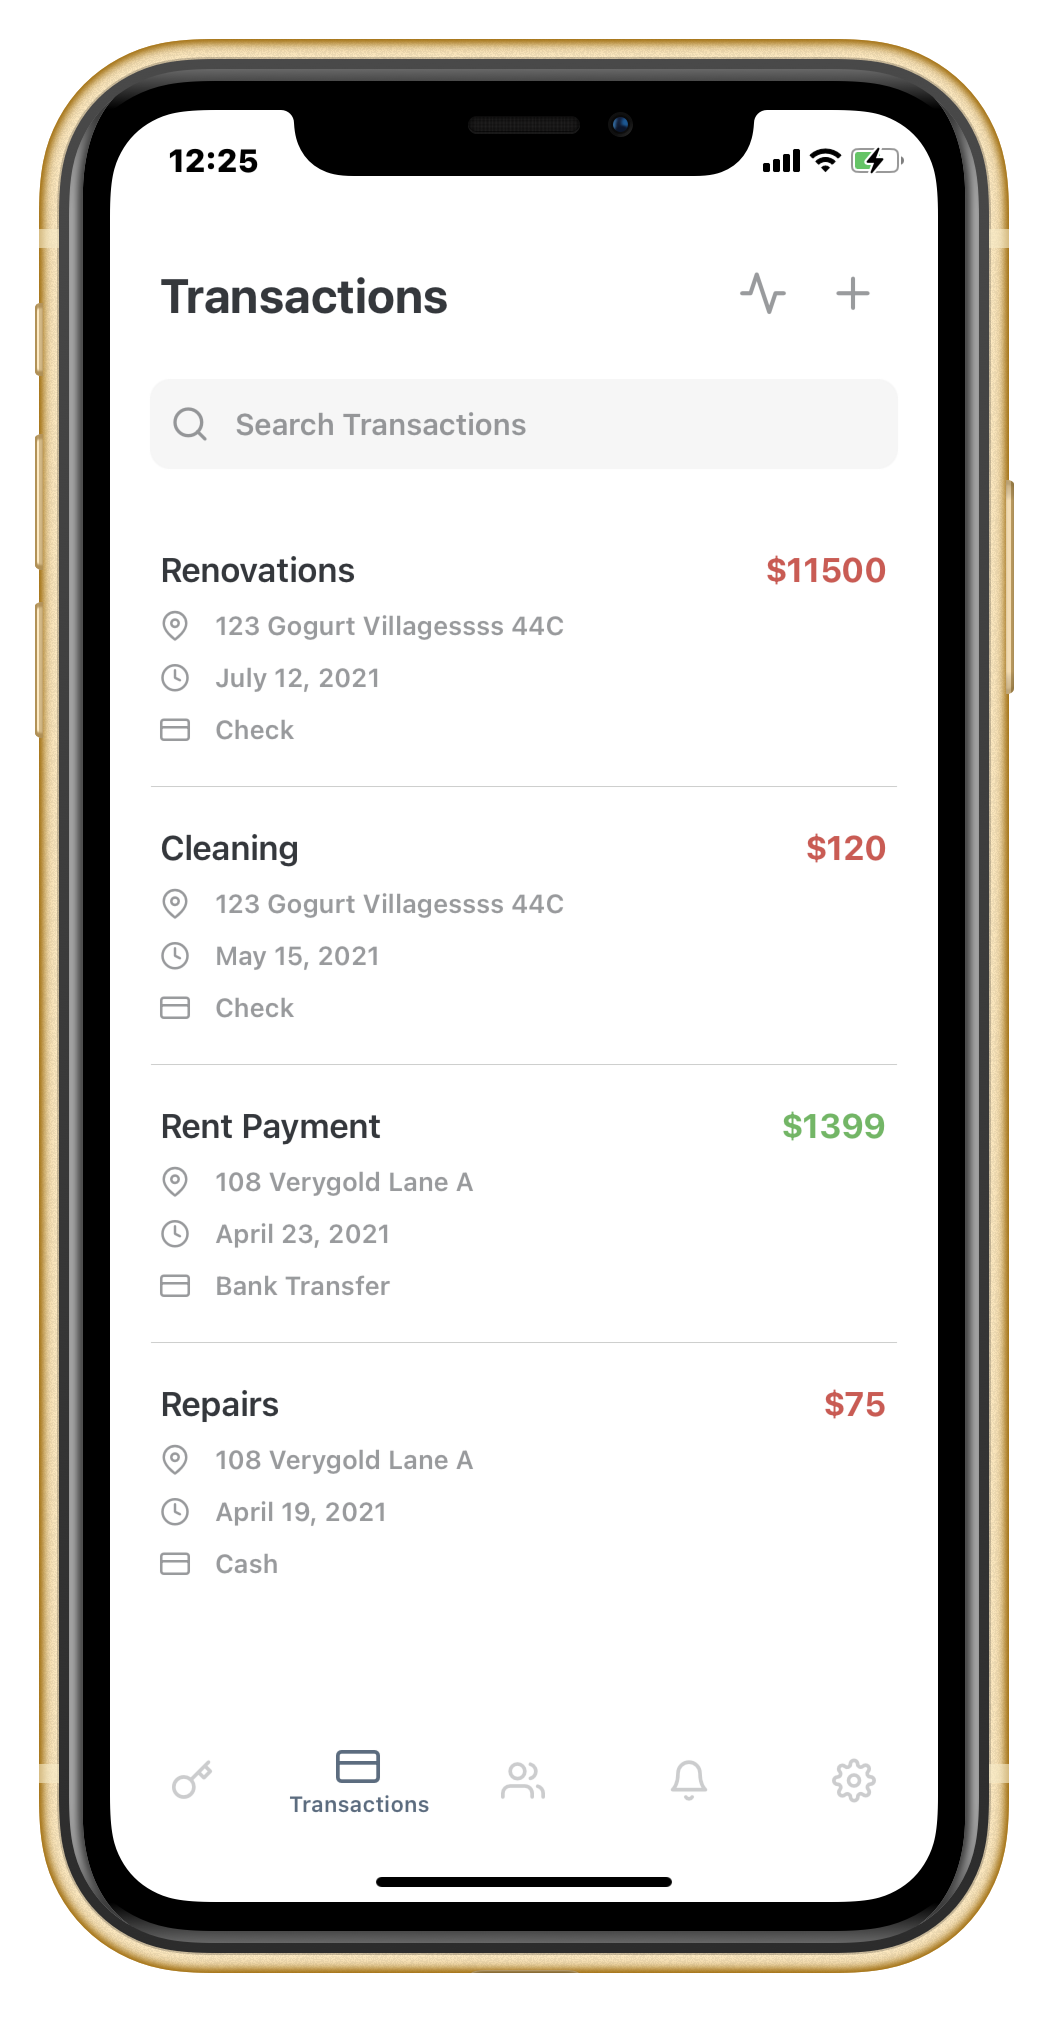 12:25
Transactions
Search Transactions
Renovations $11500
123 Gogurt Villagessss 44C
July 12, 2021
Check
Cleaning $120
123 Gogurt Villagessss 44C
May 15, 2021
Check
Rent Payment $1399
108 Verygold Lane A
April 23, 2021
Bank Transfer
Repairs $75
108 Verygold Lane A
April 19, 2021
Cash
Transactions